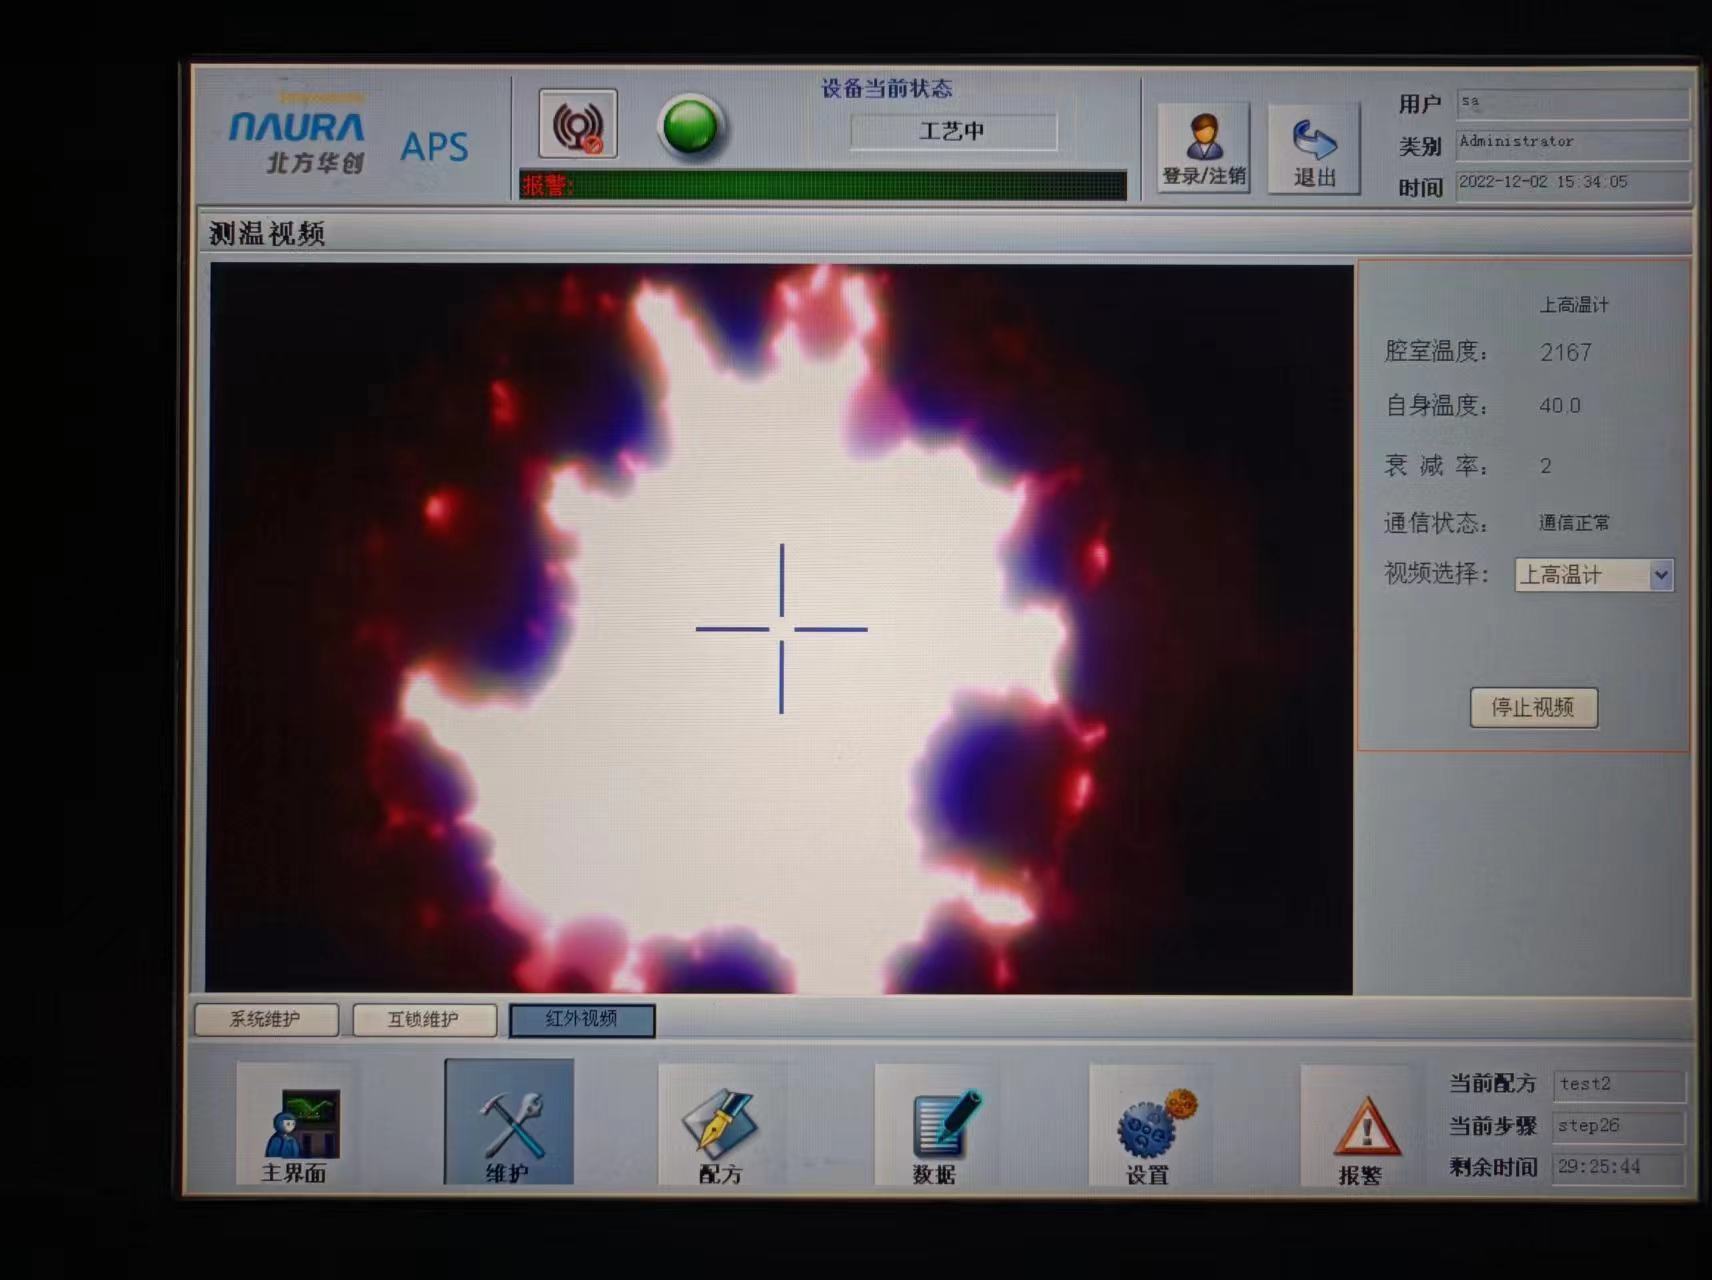 NAURA
北方华创
APS
设备当前状态
工艺中
报警:
登录/注销
退出
用户 sa
类别 Administrator
时间 2022-12-02 15:34:05
测温视频
上高温计
腔室温度: 2167
自身温度: 40.0
衰减率: 2
通信状态: 通信正常
视频选择: 上高温计
停止视频
系统维护
互锁维护
红外视频
主界面
维护
配方
数据
设置
报警
当前配方 test2
当前步骤 step26
剩余时间 29:25:44